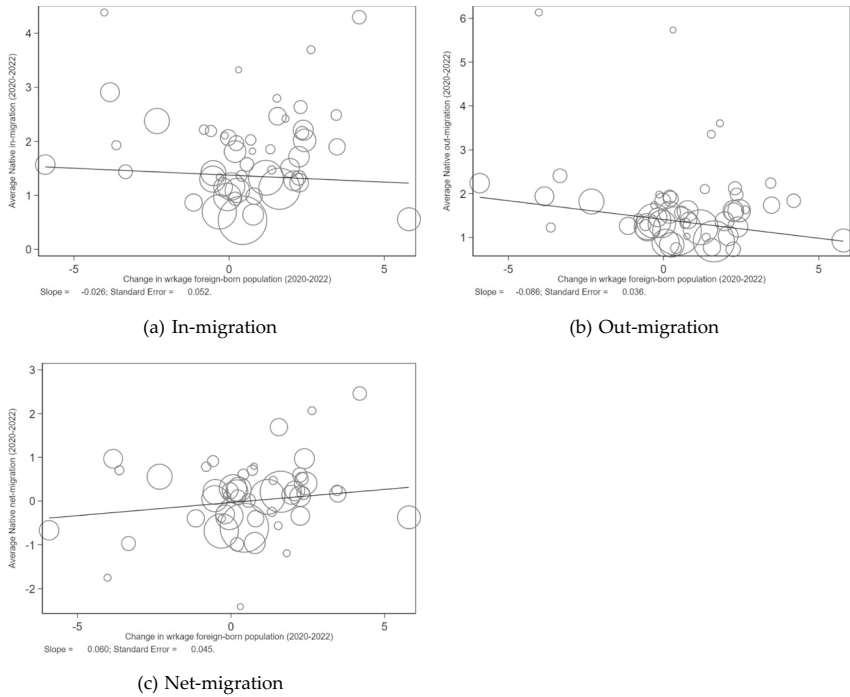 4
3
2
1
0
-5
0
5
Average Native in-migration (2020-2022)
Change in wrkage foreign-born population (2020-2022)
Slope = -0.026; Standard Error = 0.052.
(a) In-migration
6
5
4
3
2
1
-5
0
5
Average Native out-migration (2020-2022)
Change in wrkage foreign-born population (2020-2022)
Slope = -0.086; Standard Error = 0.036.
(b) Out-migration
3
2
1
0
-1
-2
-5
0
5
Average Native net-migration (2020-2022)
Change in wrkage foreign-born population (2020-2022)
Slope = 0.060; Standard Error = 0.045.
(c) Net-migration